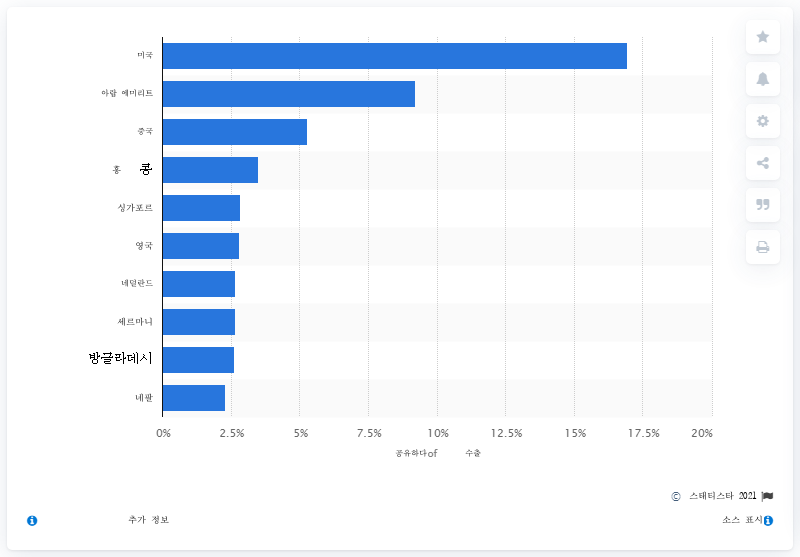 미국
아랍 에미리트
중국
홍 콩
싱가포르
영국
네덜란드
쎄르마니
방글라데시
네팔
0% 2.5% 5% 7.5% 10% 12.5% 15% 17.5% 20%
공유하다of 수출
© 스태티스타 2021
추가 정보 소스 표시